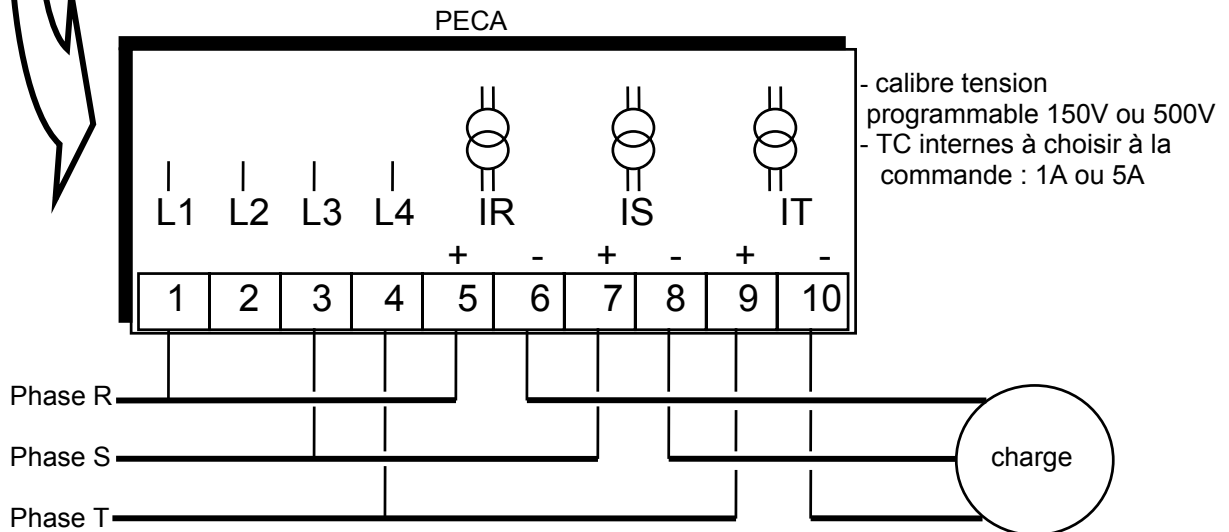 PECA
- calibre tension
programmable 150V ou 500V
- TC internes à choisir à la
commande : 1A ou 5A
L1 L2 L3 L4 IR IS IT
+ - + - + -
1 2 3 4 5 6 7 8 9 10
Phase R
Phase S
charge
Phase T